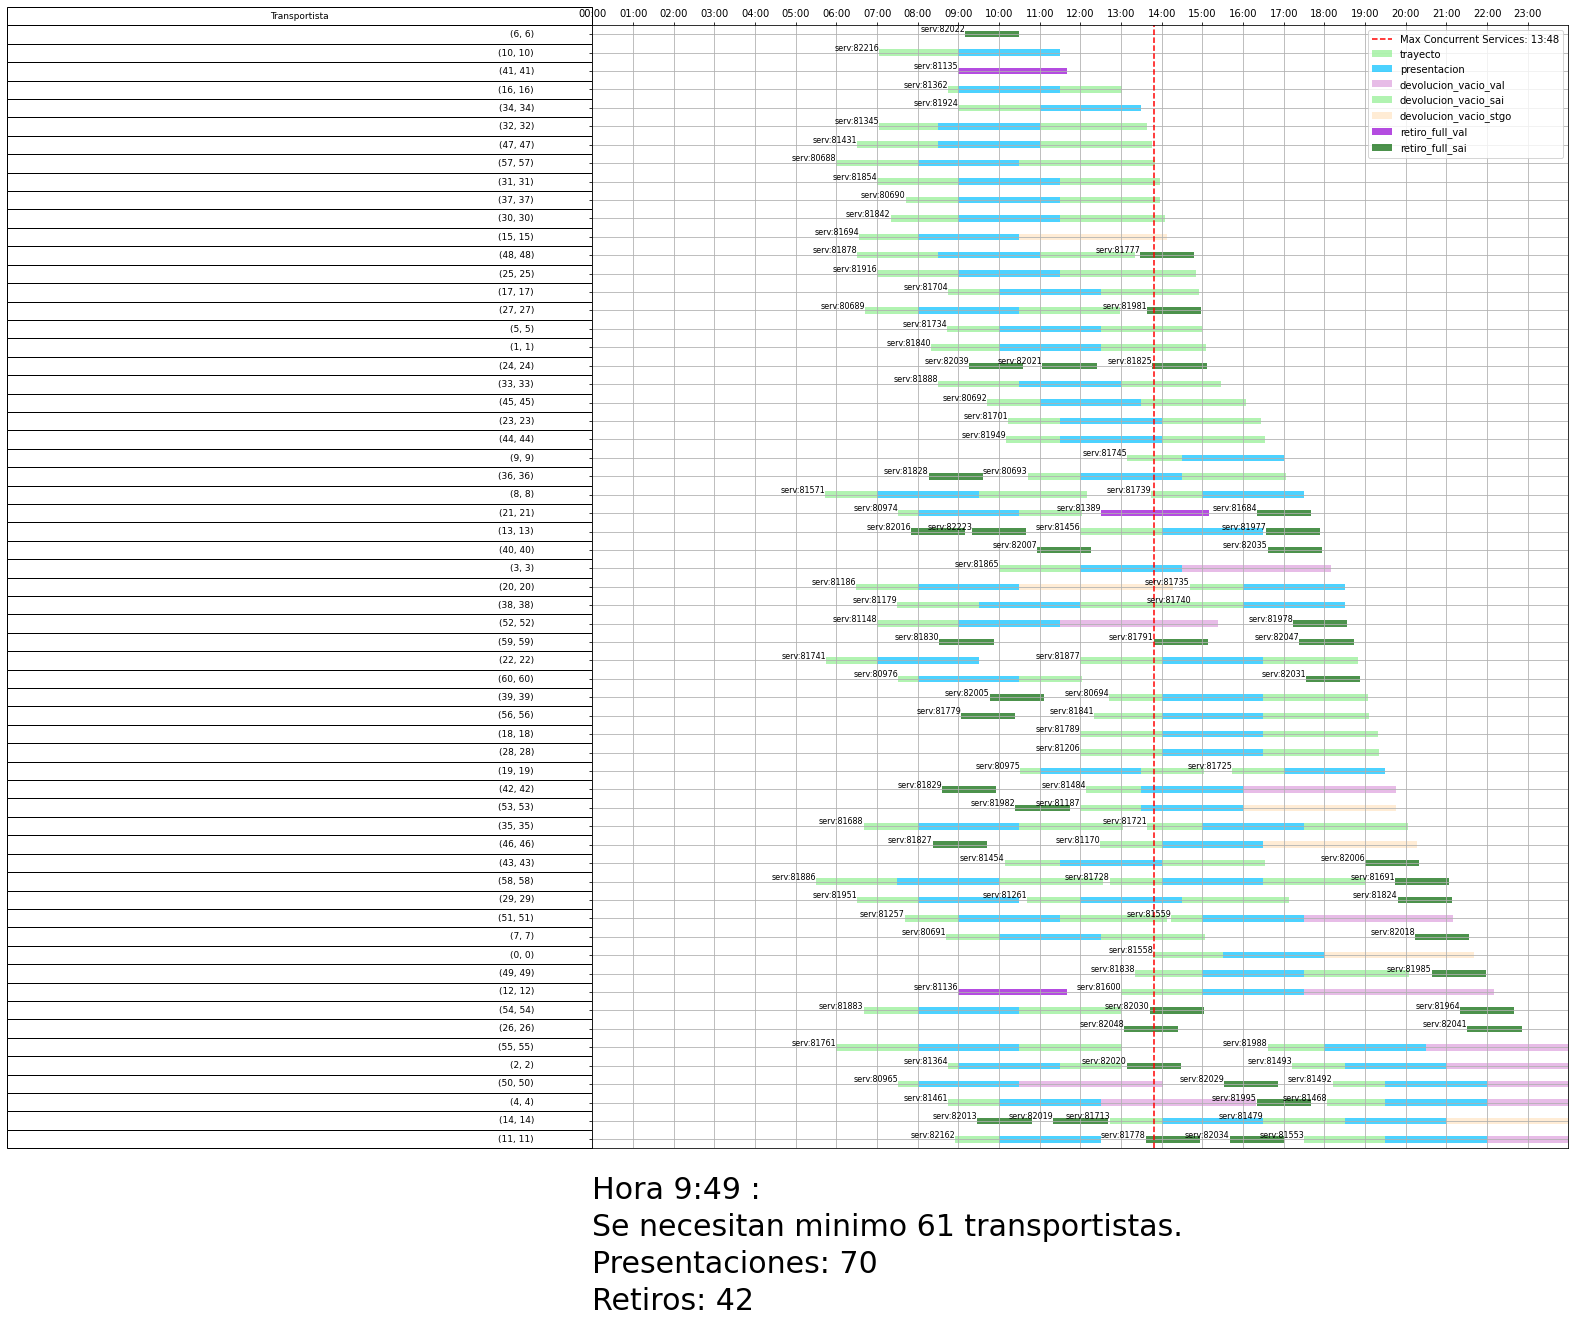 Transportista
00:00 01:00 02:00 03:00 04:00 05:00 06:00 07:00 08:00 09:00 10:00 11:00 12:00 13:00 14:00 15:00 16:00 17:00 18:00 19:00 20:00 21:00 22:00 23:00
Max Concurrent Services: 13:48
trayecto
presentacion
devolucion_vacio_val
devolucion_vacio_sai
devolucion_vacio_stgo
retiro_full_val
retiro_full_sai
(6, 6) serv:82022
(10, 10) serv:82216
(41, 41) serv:81135
(16, 16) serv:81362
(34, 34) serv:81924
(32, 32) serv:81345
(47, 47) serv:81431
(57, 57) serv:80688
(31, 31) serv:81854
(37, 37) serv:80690
(30, 30) serv:81842
(15, 15) serv:81694
(48, 48) serv:81878 serv:81777
(25, 25) serv:81916
(17, 17) serv:81704
(27, 27) serv:80689 serv:81981
(5, 5) serv:81734
(1, 1) serv:81840
(24, 24) serv:82039 serv:82021 serv:81825
(33, 33) serv:81888
(45, 45) serv:80692
(23, 23) serv:81701
(44, 44) serv:81949
(9, 9) serv:81745
(36, 36) serv:81828 serv:80693
(8, 8) serv:81571 serv:81739
(21, 21) serv:80974 serv:81389 serv:81684
(13, 13) serv:82016 serv:82223 serv:81456 serv:81977
(40, 40) serv:82007 serv:82035
(3, 3) serv:81865
(20, 20) serv:81186 serv:81735
(38, 38) serv:81179 serv:81740
(52, 52) serv:81148 serv:81978
(59, 59) serv:81830 serv:81791 serv:82047
(22, 22) serv:81741 serv:81877
(60, 60) serv:80976 serv:82031
(39, 39) serv:82005 serv:80694
(56, 56) serv:81779 serv:81841
(18, 18) serv:81789
(28, 28) serv:81206
(19, 19) serv:80975 serv:81725
(42, 42) serv:81829 serv:81484
(53, 53) serv:81982 serv:81187
(35, 35) serv:81688 serv:81721
(46, 46) serv:81827 serv:81170
(43, 43) serv:81454 serv:82006
(58, 58) serv:81886 serv:81728 serv:81691
(29, 29) serv:81951 serv:81261 serv:81824
(51, 51) serv:81257 serv:81559
(7, 7) serv:80691 serv:82018
(0, 0) serv:81558
(49, 49) serv:81838 serv:81985
(12, 12) serv:81136 serv:81600
(54, 54) serv:81883 serv:82030 serv:81964
(26, 26) serv:82048 serv:82041
(55, 55) serv:81761 serv:81988
(2, 2) serv:81364 serv:82020 serv:81493
(50, 50) serv:80965 serv:82029 serv:81492
(4, 4) serv:81461 serv:81995 serv:81468
(14, 14) serv:82013 serv:82019 serv:81713 serv:81479
(11, 11) serv:82162 serv:81778 serv:82034 serv:81553
Hora 9:49 :
Se necesitan minimo 61 transportistas.
Presentaciones: 70
Retiros: 42